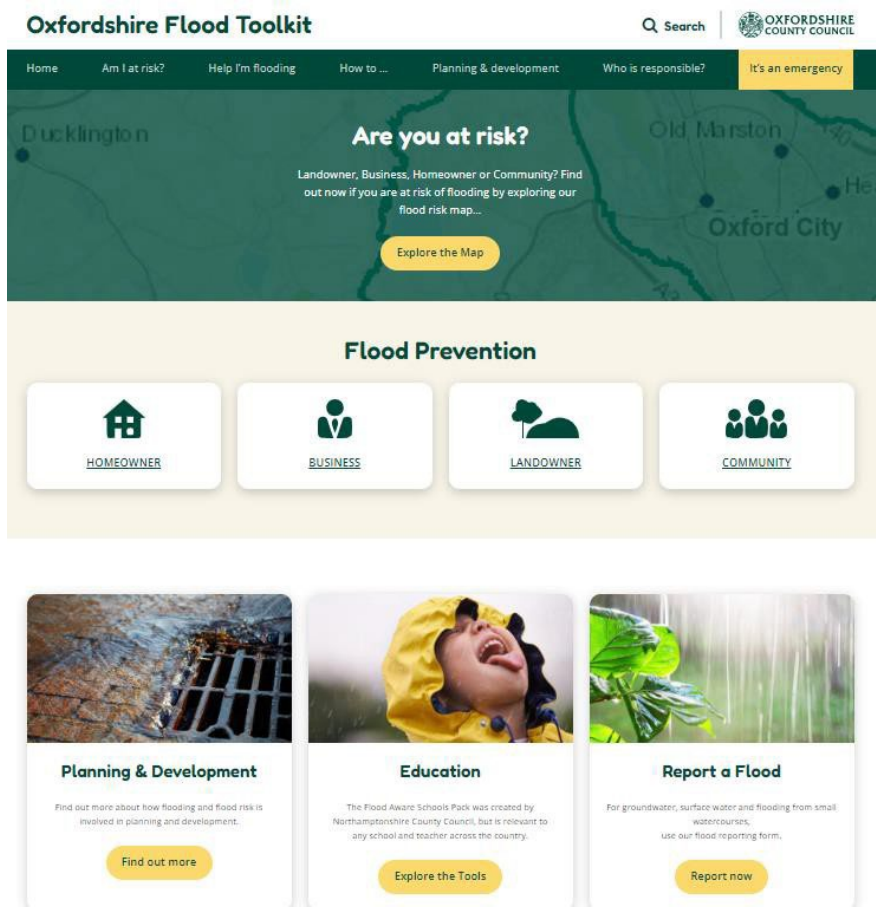 Oxfordshire Flood Toolkit
Search
OXFORDSHIRE
COUNTY COUNCIL
Home
Am I at risk?
Help I'm flooding
How to ...
Planning & development
Who is responsible?
It's an emergency
Ducklington
Old Marston
He
Oxford City
Are you at risk?
Landowner, Business, Homeowner or Community? Find
out now if you are at risk of flooding by exploring our
flood risk map...
Explore the Map
Flood Prevention
HOMEOWNER
BUSINESS
LANDOWNER
COMMUNITY
Planning & Development
Find out more about how flooding and flood risk is
involved in planning and development.
Find out more
Education
The Flood Aware Schools Pack was created by
Northamptonshire County Council, but is relevant to
any school and teacher across the country.
Explore the Tools
Report a Flood
For groundwater, surface water and flooding from small
watercourses,
use our flood reporting form.
Report now